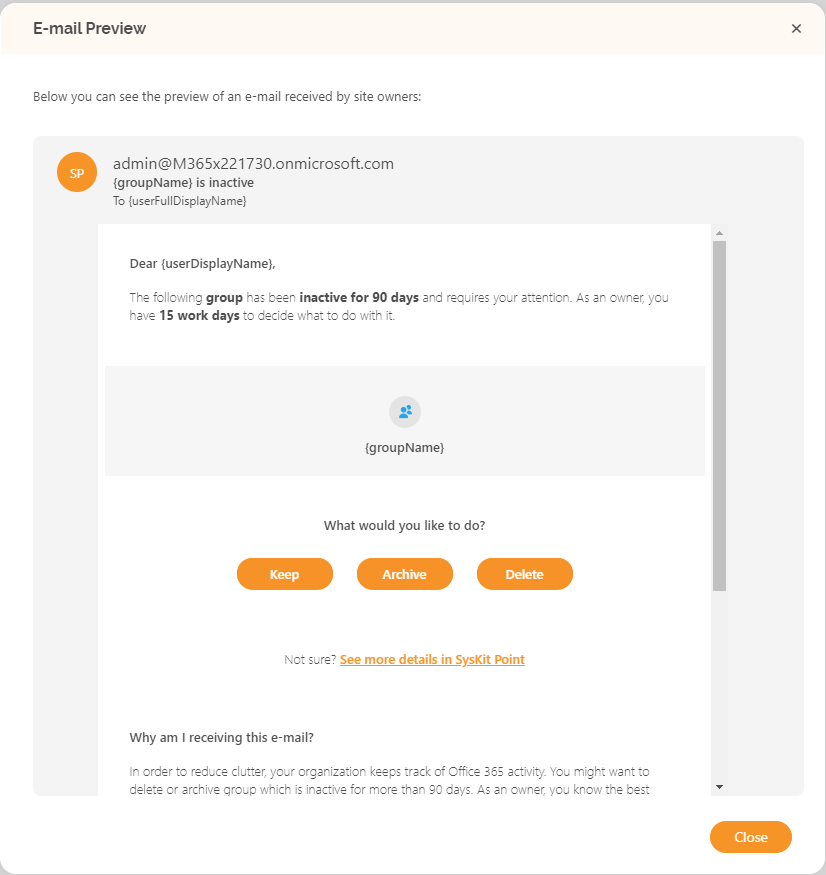 E-mail Preview
Below you can see the preview of an e-mail received by site owners:
SP
admin@M365x221730.onmicrosoft.com
{groupName} is inactive
To {userFullDisplayName}
Dear {userDisplayName},
The following group has been inactive for 90 days and requires your attention. As an owner, you
have 15 work days to decide what to do with it.
{groupName}
What would you like to do?
Keep Archive Delete
Not sure? See more details in SysKit Point
Why am I receiving this e-mail?
In order to reduce clutter, your organization keeps track of Office 365 activity. You might want to
delete or archive group which is inactive for more than 90 days. As an owner, you know the best
Close